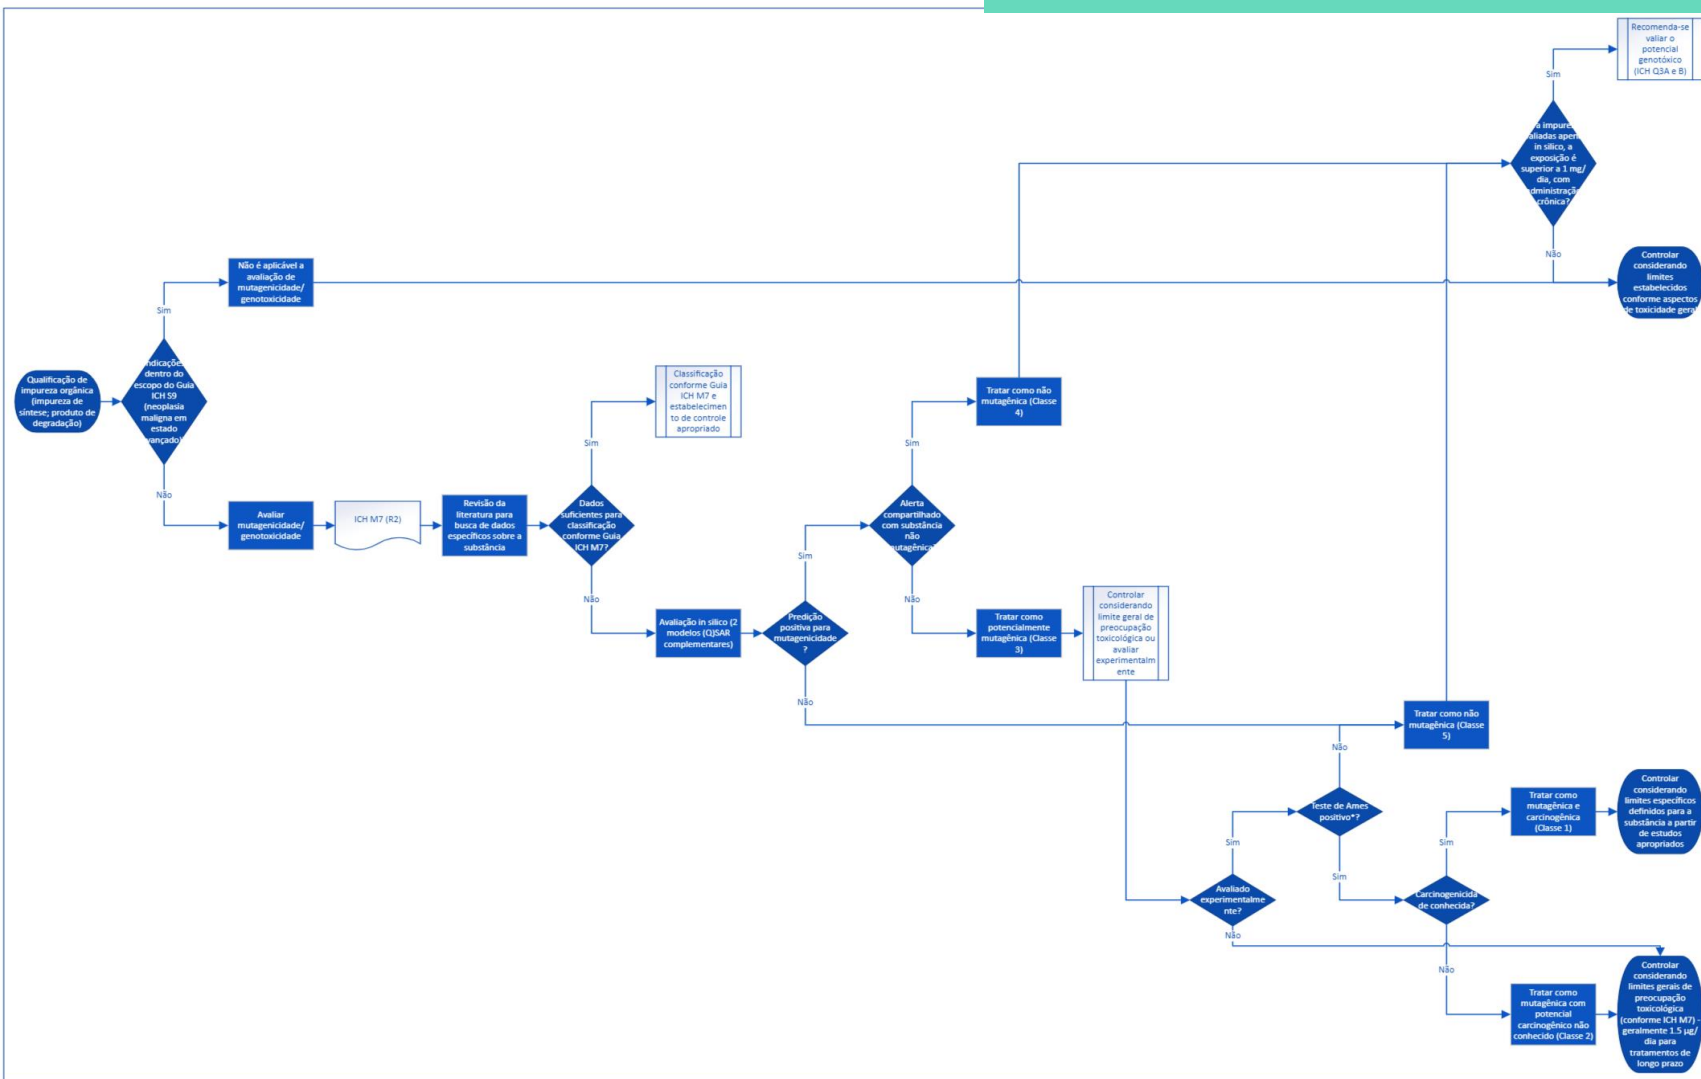 Recomenda-se
valiar o
potencial
genotóxico
(ICH Q3A e B)
Sim
a impure
aliadas apen
in silico, a
exposição é
superior a 1 mg/
dia, com
dministraçã
crônica?
Não
Controlar
considerando
limites
estabelecidos
conforme aspectos
de toxicidade geral
Não é aplicável a
avaliação de
mutagenicidade/
genotoxicidade
Sim
Qualificação de
impureza orgânica
(impureza de
síntese; produto de
degradação)
ndicações
dentro do
escopo do Guia
ICH S9
(neoplasia
maligna em
estado
vançado)
Não
Avaliar
mutagenicidade/
genotoxicidade
ICH M7 (R2)
Revisão da
literatura para
busca de dados
específicos sobre a
substância
Dados
suficientes para
classificação
conforme Guia
ICH M7?
Sim
Classificação
conforme Guia
ICH M7 e
estabelecimen
to de controle
apropriado
Não
Avaliação in silico (2
modelos (Q)SAR
complementares)
Predição
positiva para
mutagenicidade
?
Sim
Alerta
compartilhado
com substância
não
mutagênica
Sim
Tratar como não
mutagênica (Classe
4)
Não
Tratar como
potencialmente
mutagênica (Classe
3)
Controlar
considerando
limite geral de
preocupação
toxicológica ou
avaliar
experimentalm
ente
Não
Tratar como não
mutagênica (Classe
5)
Não
Teste de Ames
positivo*?
Sim
Sim
Avaliado
experimentalme
nte?
Não
Carcinogenicida
de conhecida?
Sim
Tratar como
mutagênica e
carcinogênica
(Classe 1)
Controlar
considerando
limites específicos
definidos para a
substância a partir
de estudos
apropriados
Não
Tratar como
mutagênica com
potencial
carcinogênico não
conhecido (Classe 2)
Controlar
considerando
limites gerais de
preocupação
toxicológica
(conforme ICH M7) -
geralmente 1.5 µg/
dia para
tratamentos de
longo prazo